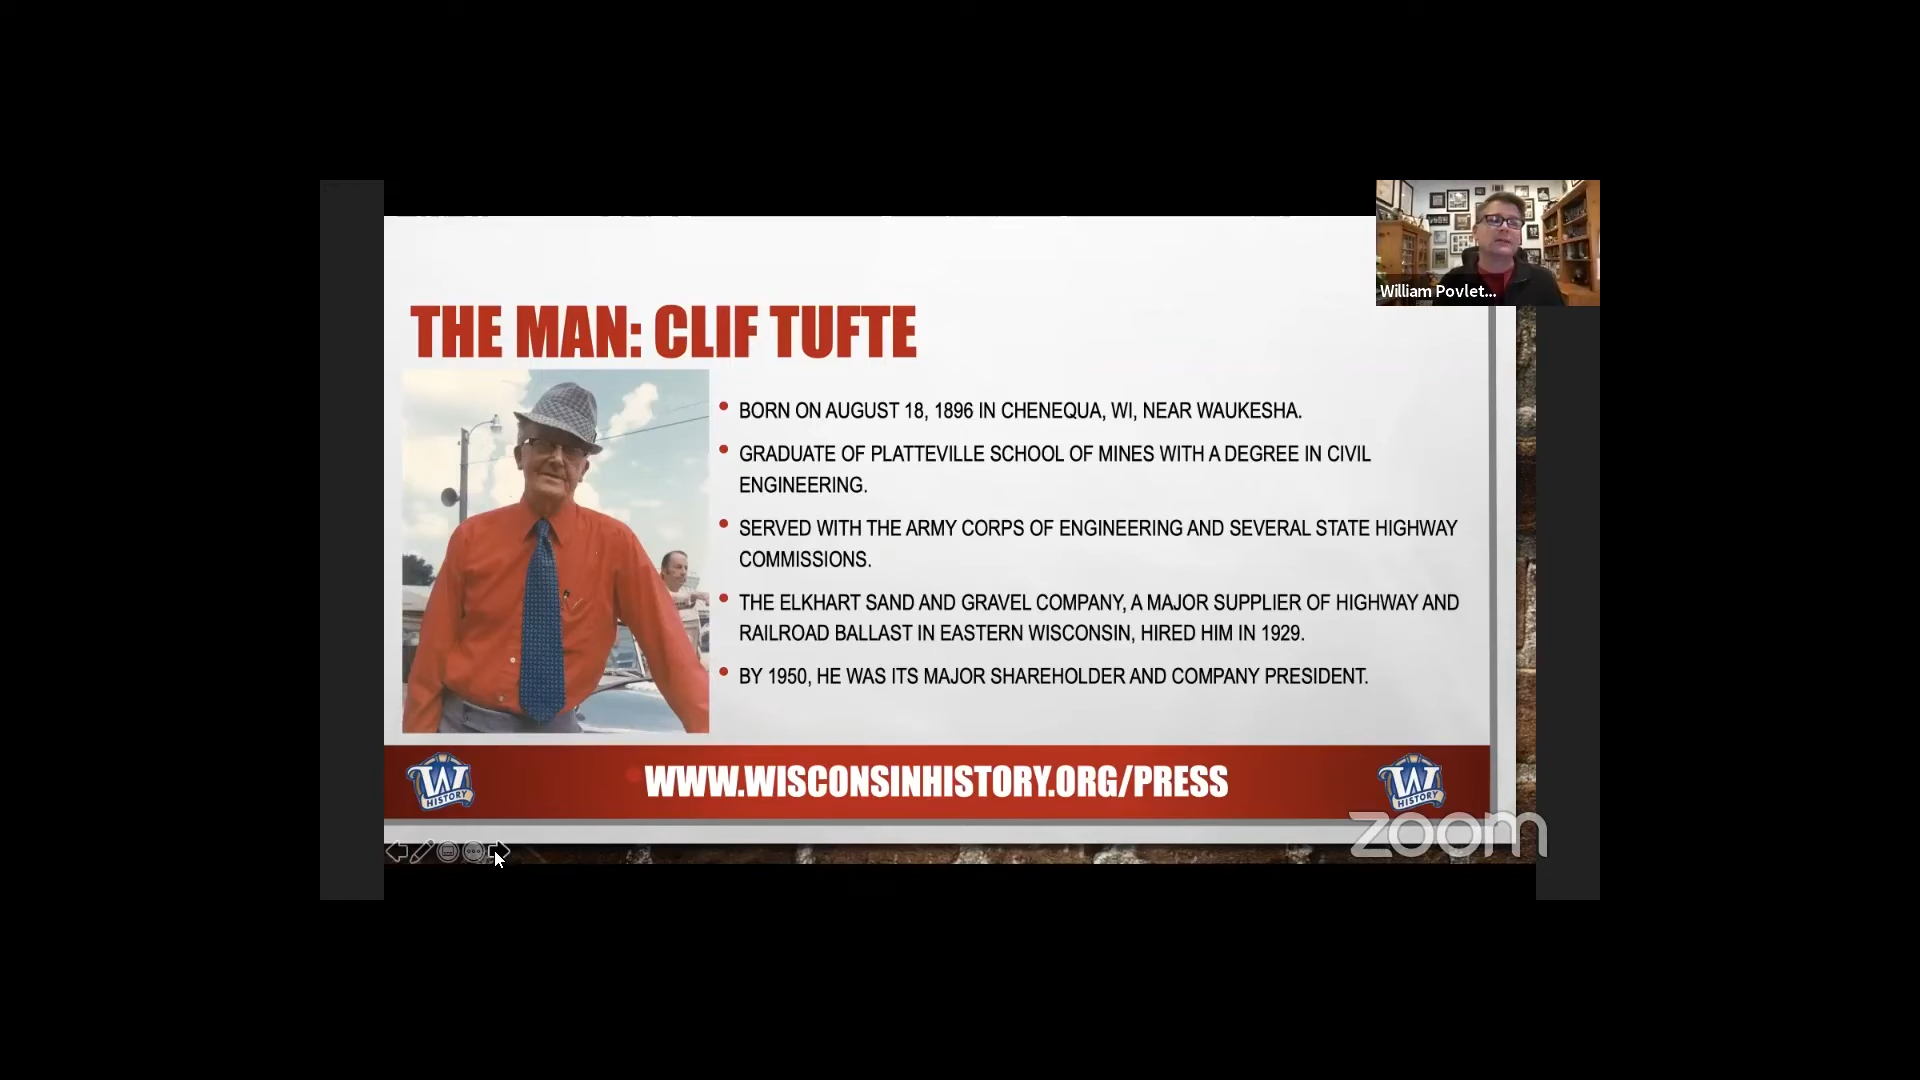 William Povlet...
THE MAN: CLIF TUFTE
• BORN ON AUGUST 18, 1896 IN CHENEQUA, WI, NEAR WAUKESHA.
• GRADUATE OF PLATTEVILLE SCHOOL OF MINES WITH A DEGREE IN CIVIL
ENGINEERING.
• SERVED WITH THE ARMY CORPS OF ENGINEERING AND SEVERAL STATE HIGHWAY
COMMISSIONS.
• THE ELKHART SAND AND GRAVEL COMPANY, A MAJOR SUPPLIER OF HIGHWAY AND
RAILROAD BALLAST IN EASTERN WISCONSIN, HIRED HIM IN 1929.
• BY 1950, HE WAS ITS MAJOR SHAREHOLDER AND COMPANY PRESIDENT.
W
HISTORY
WWW.WISCONSINHISTORY.ORG/PRESS
W
HISTORY
zoom